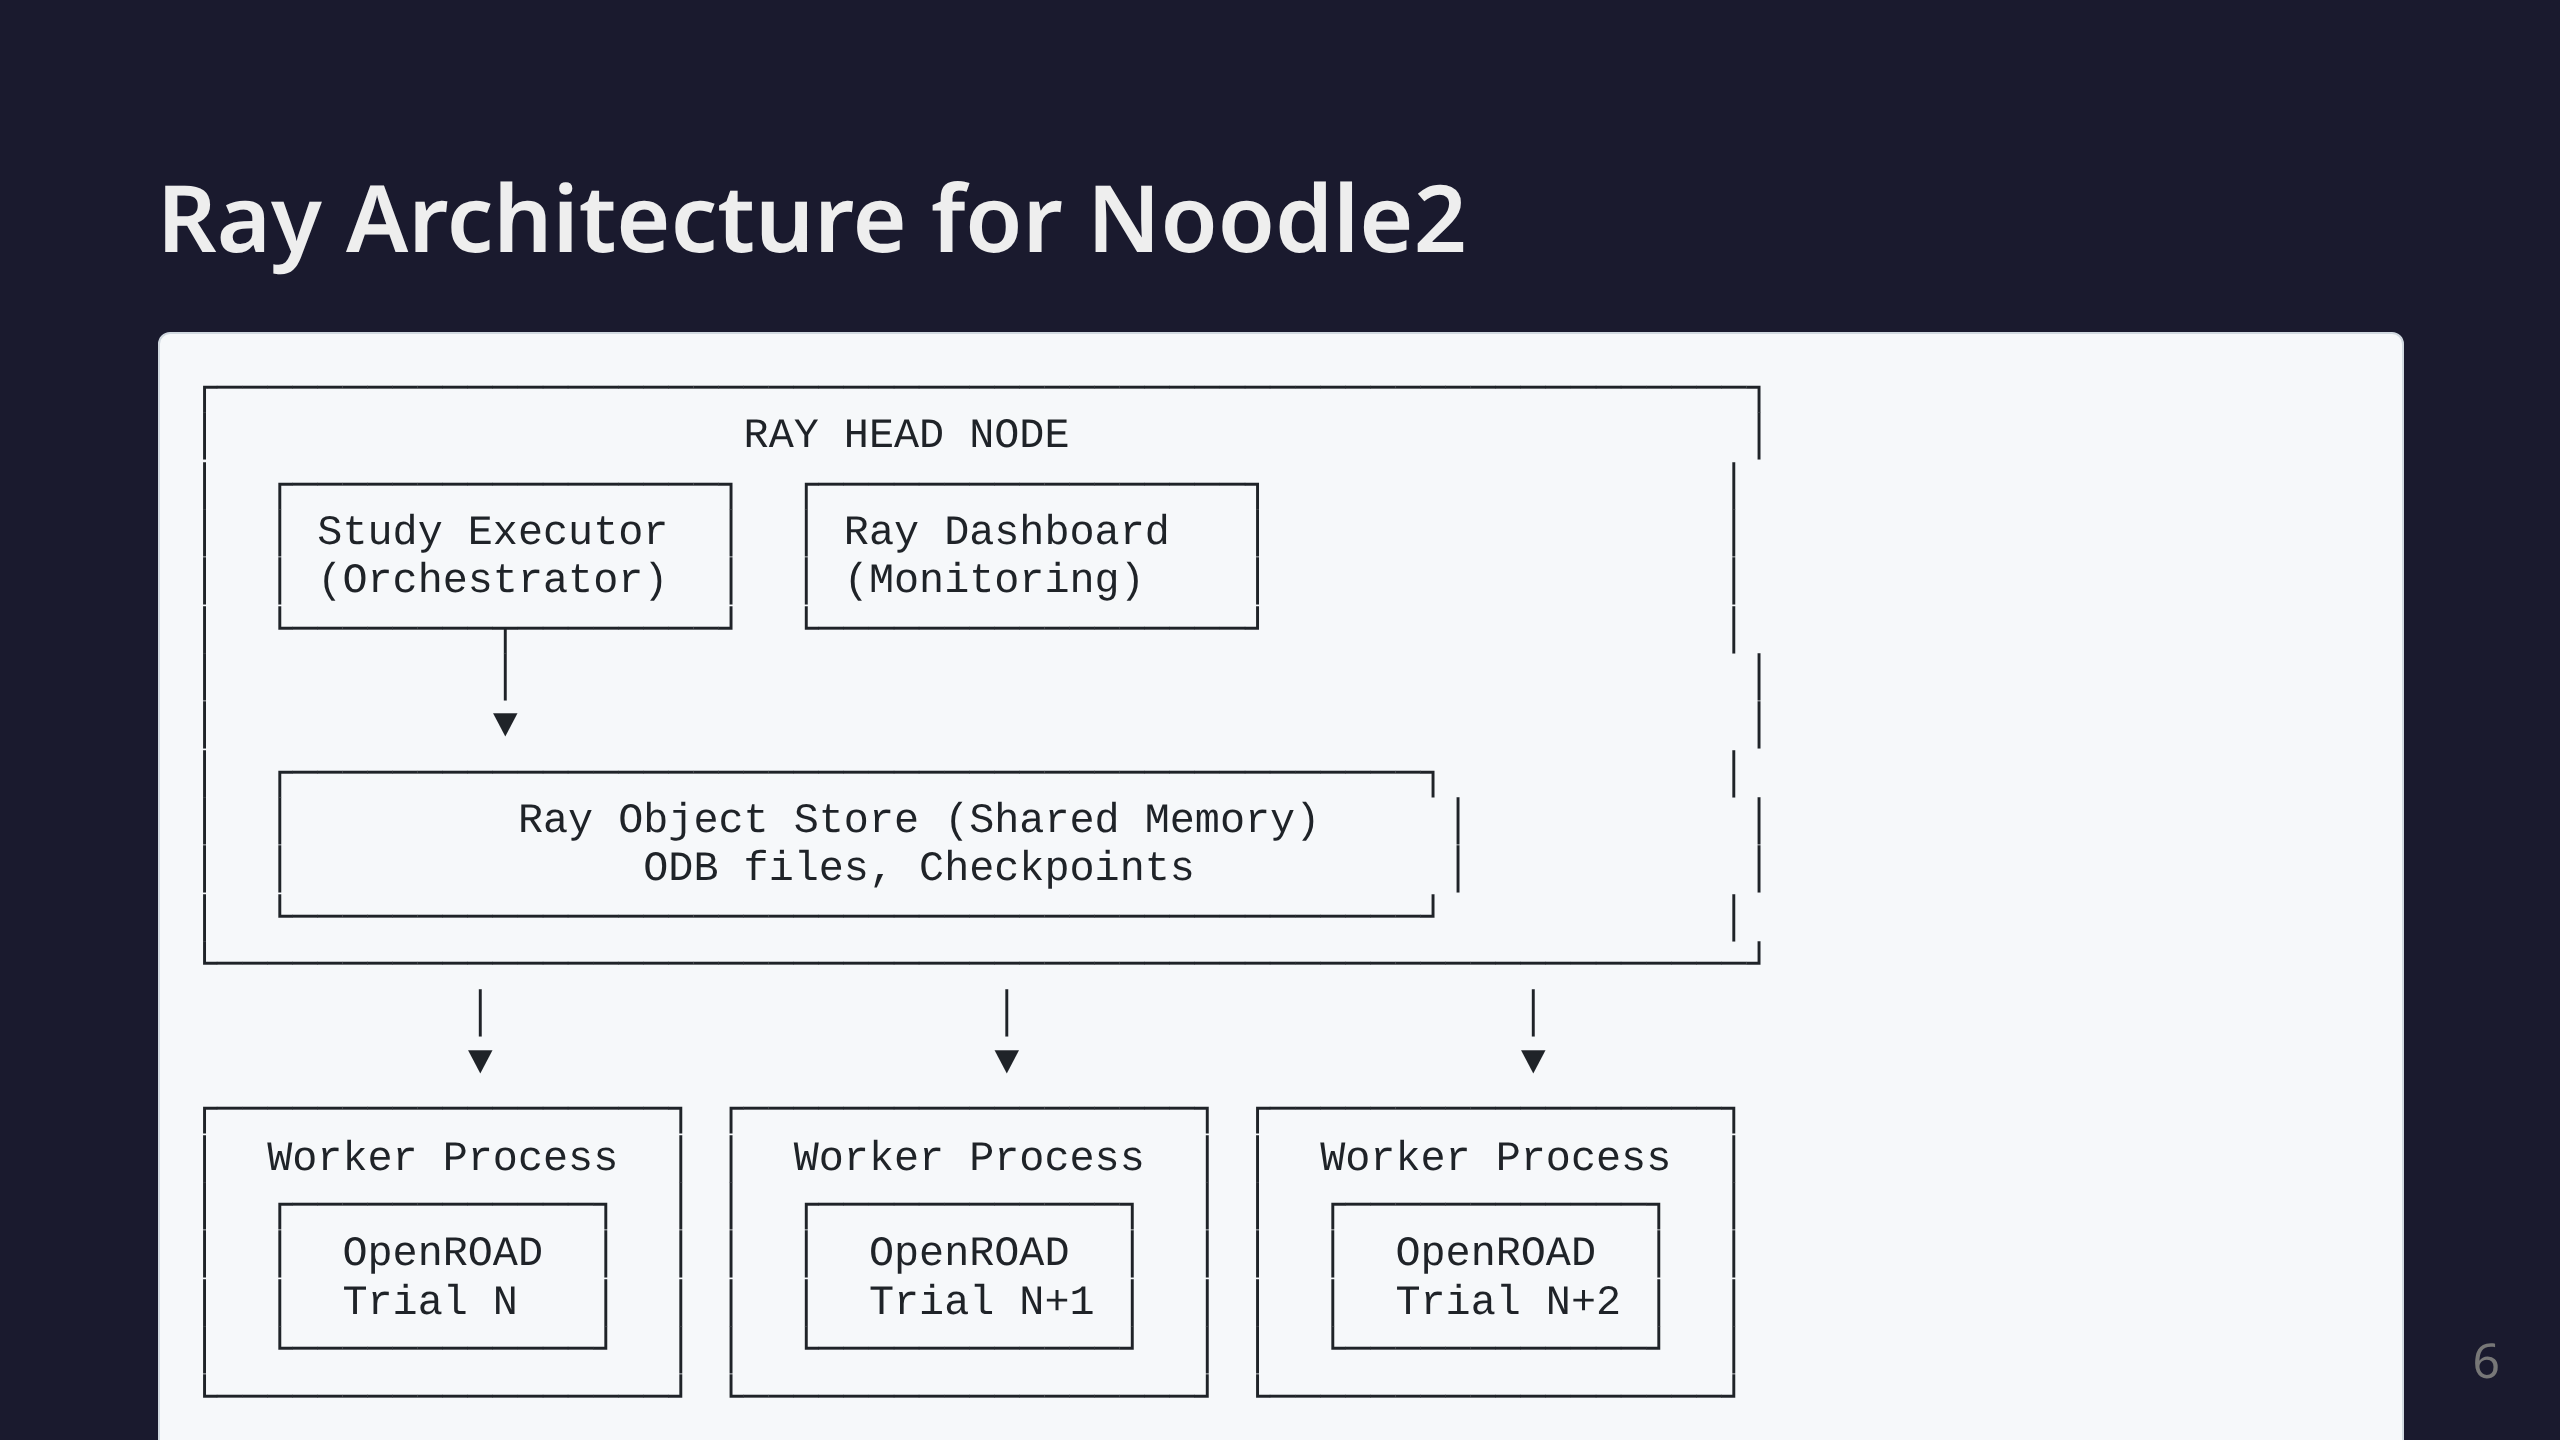 Ray Architecture for Noodle2
RAY HEAD NODE
Study Executor
(Orchestrator)
Ray Dashboard
(Monitoring)
Ray Object Store (Shared Memory)
ODB files, Checkpoints
Worker Process
OpenROAD
Trial N
Worker Process
OpenROAD
Trial N+1
Worker Process
OpenROAD
Trial N+2
6